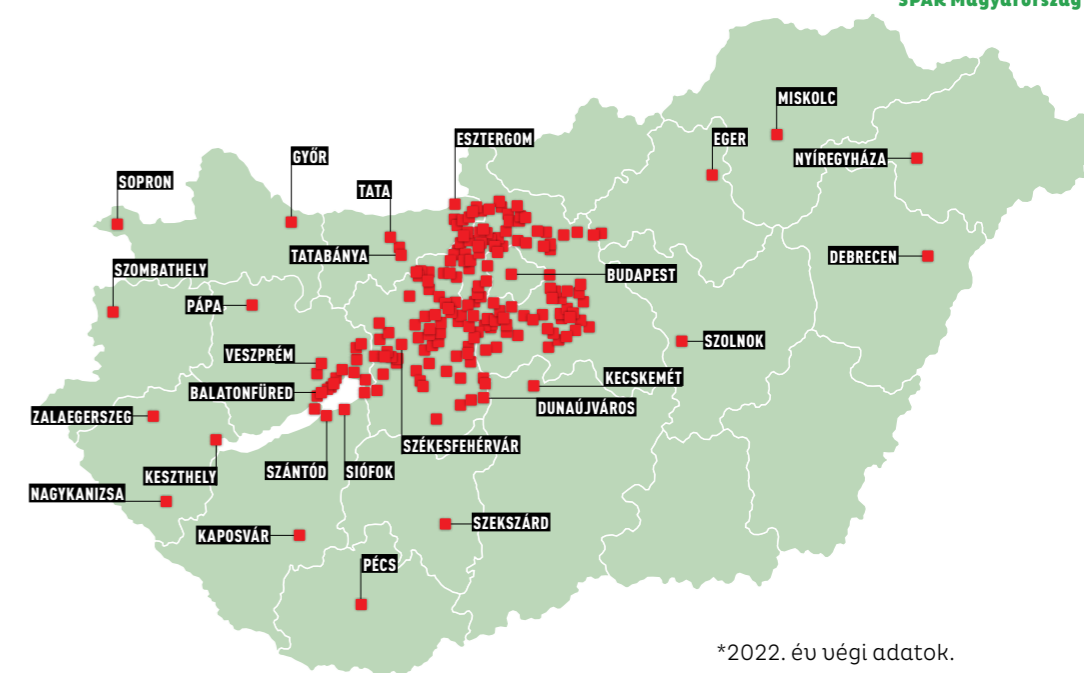 SPAR Magyarország
MISKOLC
ESZTERGOM
EGER
GYŐR
NYÍREGYHÁZA
SOPRON
TATA
TATABÁNYA
DEBRECEN
SZOMBATHELY
BUDAPEST
PÁPA
SZOLNOK
VESZPRÉM
KECSKEMÉT
BALATONFÜRED
DUNAÚJVÁROS
ZALAEGERSZEG
SZÉKESFEHÉRVÁR
KESZTHELY
SZÁNTÓD
SIÓFOK
NAGYKANIZSA
SZEKSZÁRD
KAPOSVÁR
PÉCS
*2022. év végi adatok.